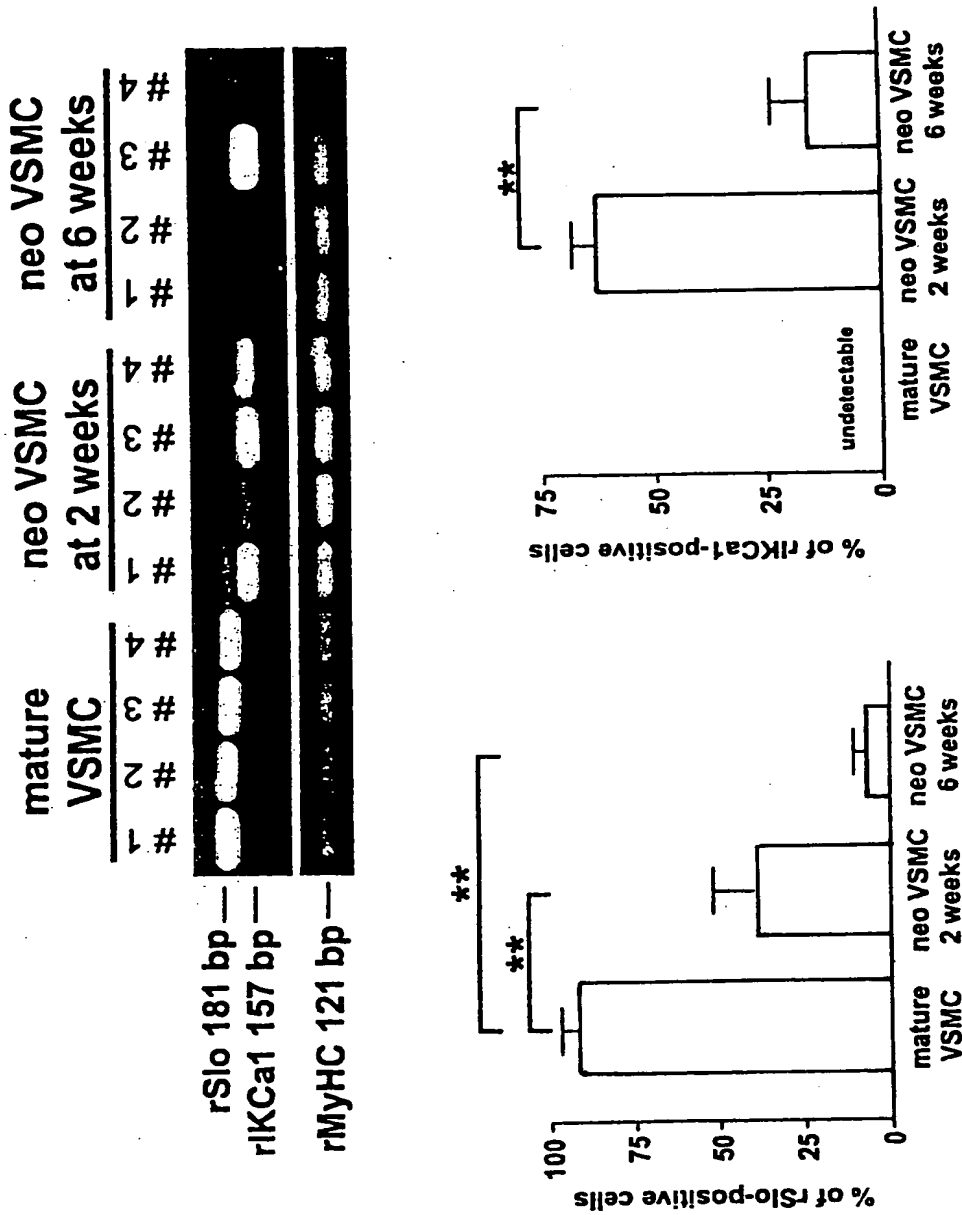 mature VSMC
neo VSMC at 2 weeks
neo VSMC at 6 weeks
# 1 # 2 # 3 # 4 # 1 # 2 # 3 # 4 # 1 # 2 # 3 # 4
rSlo 181 bp
rIKCa1 157 bp
rMyHC 121 bp
% of rSlo-positive cells
100
75
50
25
0
**
**
mature VSMC
neo VSMC 2 weeks
neo VSMC 6 weeks
% of rIKCa1-positive cells
75
50
25
0
**
undetectable
mature VSMC
neo VSMC 2 weeks
neo VSMC 6 weeks